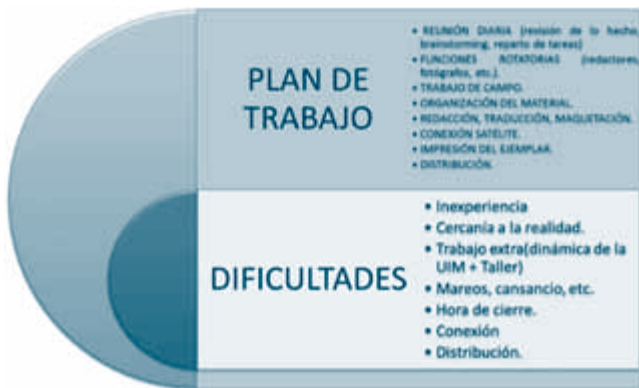 PLAN DE
TRABAJO
• REUNIÓN DIARIA (revisión de lo hecho,
brainstorming, reparto de tareas)
• FUNCIONES ROTATORIAS (redactores,
fotógrafos, etc.).
• TRABAJO DE CAMPO.
• ORGANIZACIÓN DEL MATERIAL.
• REDACCIÓN, TRADUCCIÓN, MAQUETACIÓN.
• CONEXIÓN SATÉLITE.
• IMPRESIÓN DEL EJEMPLAR.
• DISTRIBUCIÓN.
DIFICULTADES
• Inexperiencia
• Cercanía a la realidad.
• Trabajo extra(dinámica de la
UIM + Taller)
• Mareos, cansancio, etc.
• Hora de cierre.
• Conexión
• Distribución.